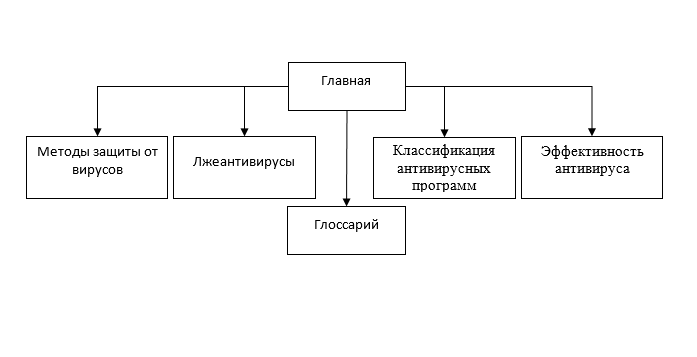 Главная
Методы защиты от
вирусов
Лжеантивирусы
Классификация
антивирусных
программ
Эффективность
антивируса
Глоссарий